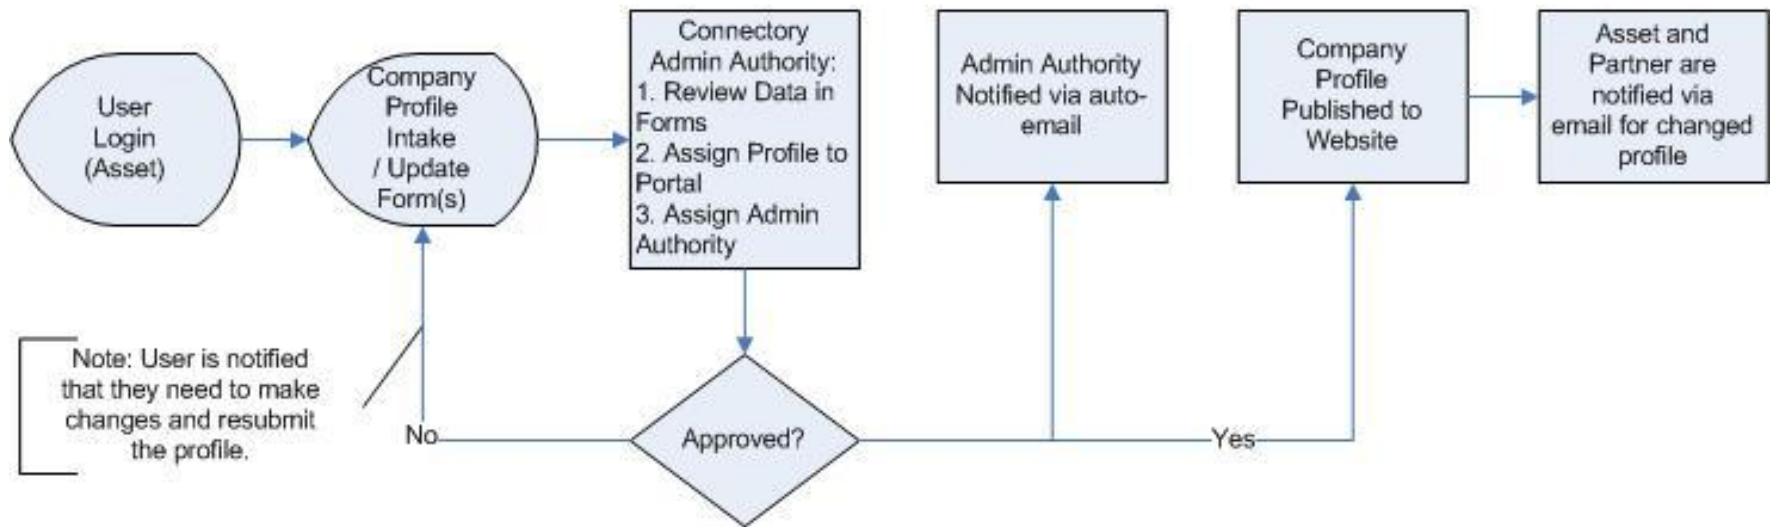 User
Login
(Asset)
Company
Profile
Intake
/ Update
Form(s)
Connectory
Admin Authority:
1. Review Data in
Forms
2. Assign Profile to
Portal
3. Assign Admin
Authority
Admin Authority
Notified via auto-
email
Company
Profile
Published to
Website
Asset and
Partner are
notified via
email for changed
profile
Note: User is notified
that they need to make
changes and resubmit
the profile.
No
Approved?
Yes